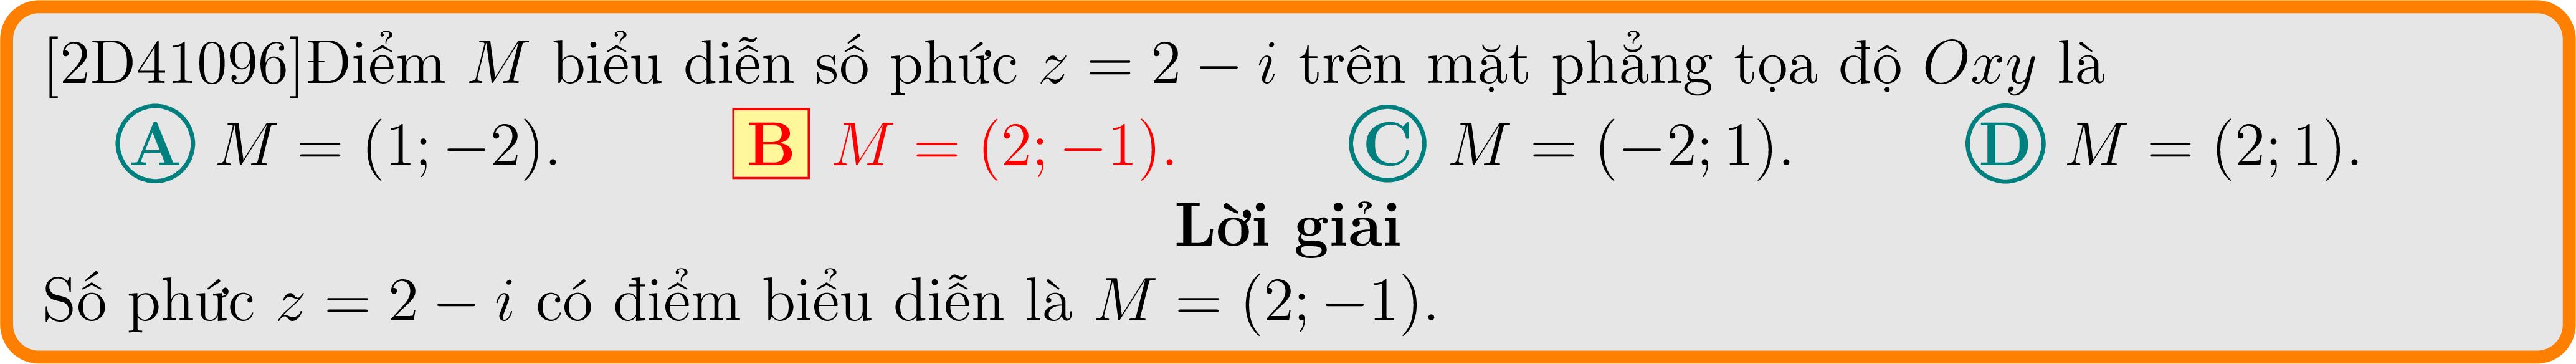 [2D41096]Điểm M biểu diễn số phức z = 2 − i trên mặt phẳng tọa độ Oxy là
A M = (1; −2). B M = (2; −1). C M = (−2; 1). D M = (2; 1).
Lời giải
Số phức z = 2 − i có điểm biểu diễn là M = (2; −1).